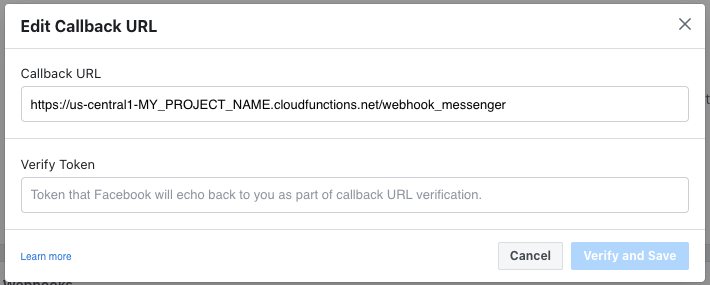 Edit Callback URL
Callback URL
https://us-central1-MY_PROJECT_NAME.cloudfunctions.net/webhook_messenger
Verify Token
Token that Facebook will echo back to you as part of callback URL verification.
Learn more
Cancel
Verify and Save
Webhooks